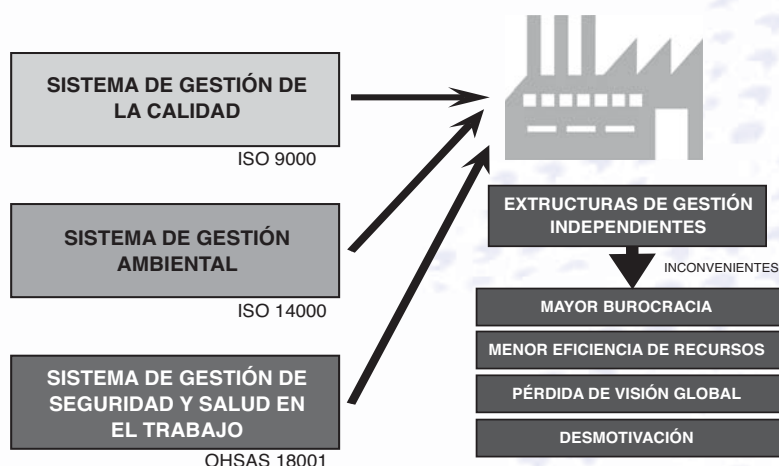 SISTEMA DE GESTIÓN DE
LA CALIDAD
ISO 9000
SISTEMA DE GESTIÓN
AMBIENTAL
ISO 14000
SISTEMA DE GESTIÓN DE
SEGURIDAD Y SALUD EN
EL TRABAJO
OHSAS 18001
EXTRUCTURAS DE GESTIÓN
INDEPENDIENTES
INCONVENIENTES
MAYOR BUROCRACIA
MENOR EFICIENCIA DE RECURSOS
PÉRDIDA DE VISIÓN GLOBAL
DESMOTIVACIÓN